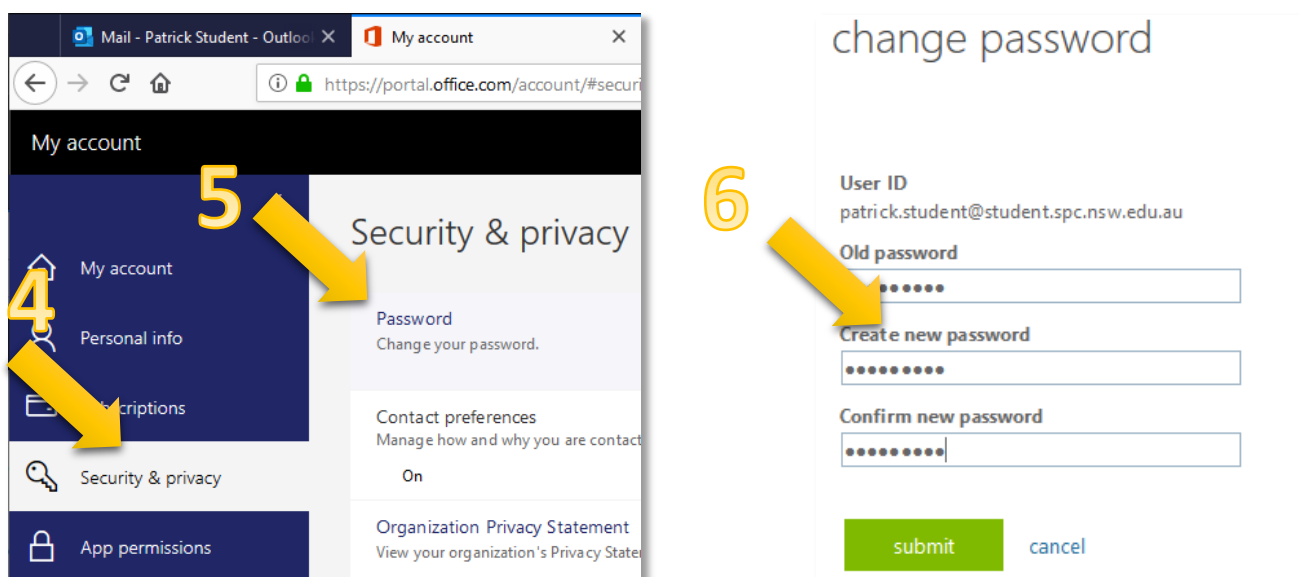 Mail - Patrick Student - Outlool
My account
https://portal.office.com/account/#securi
My account
5
4
My account
Personal info
Security & privacy
App permissions
Security & privacy
Password
Change your password.
Contact preferences
Manage how and why you are contact
On
Organization Privacy Statement
View your organization's Privacy State
change password
6
User ID
patrick.student@student.spc.nsw.edu.au
Old password
Create new password
Confirm new password
submit cancel